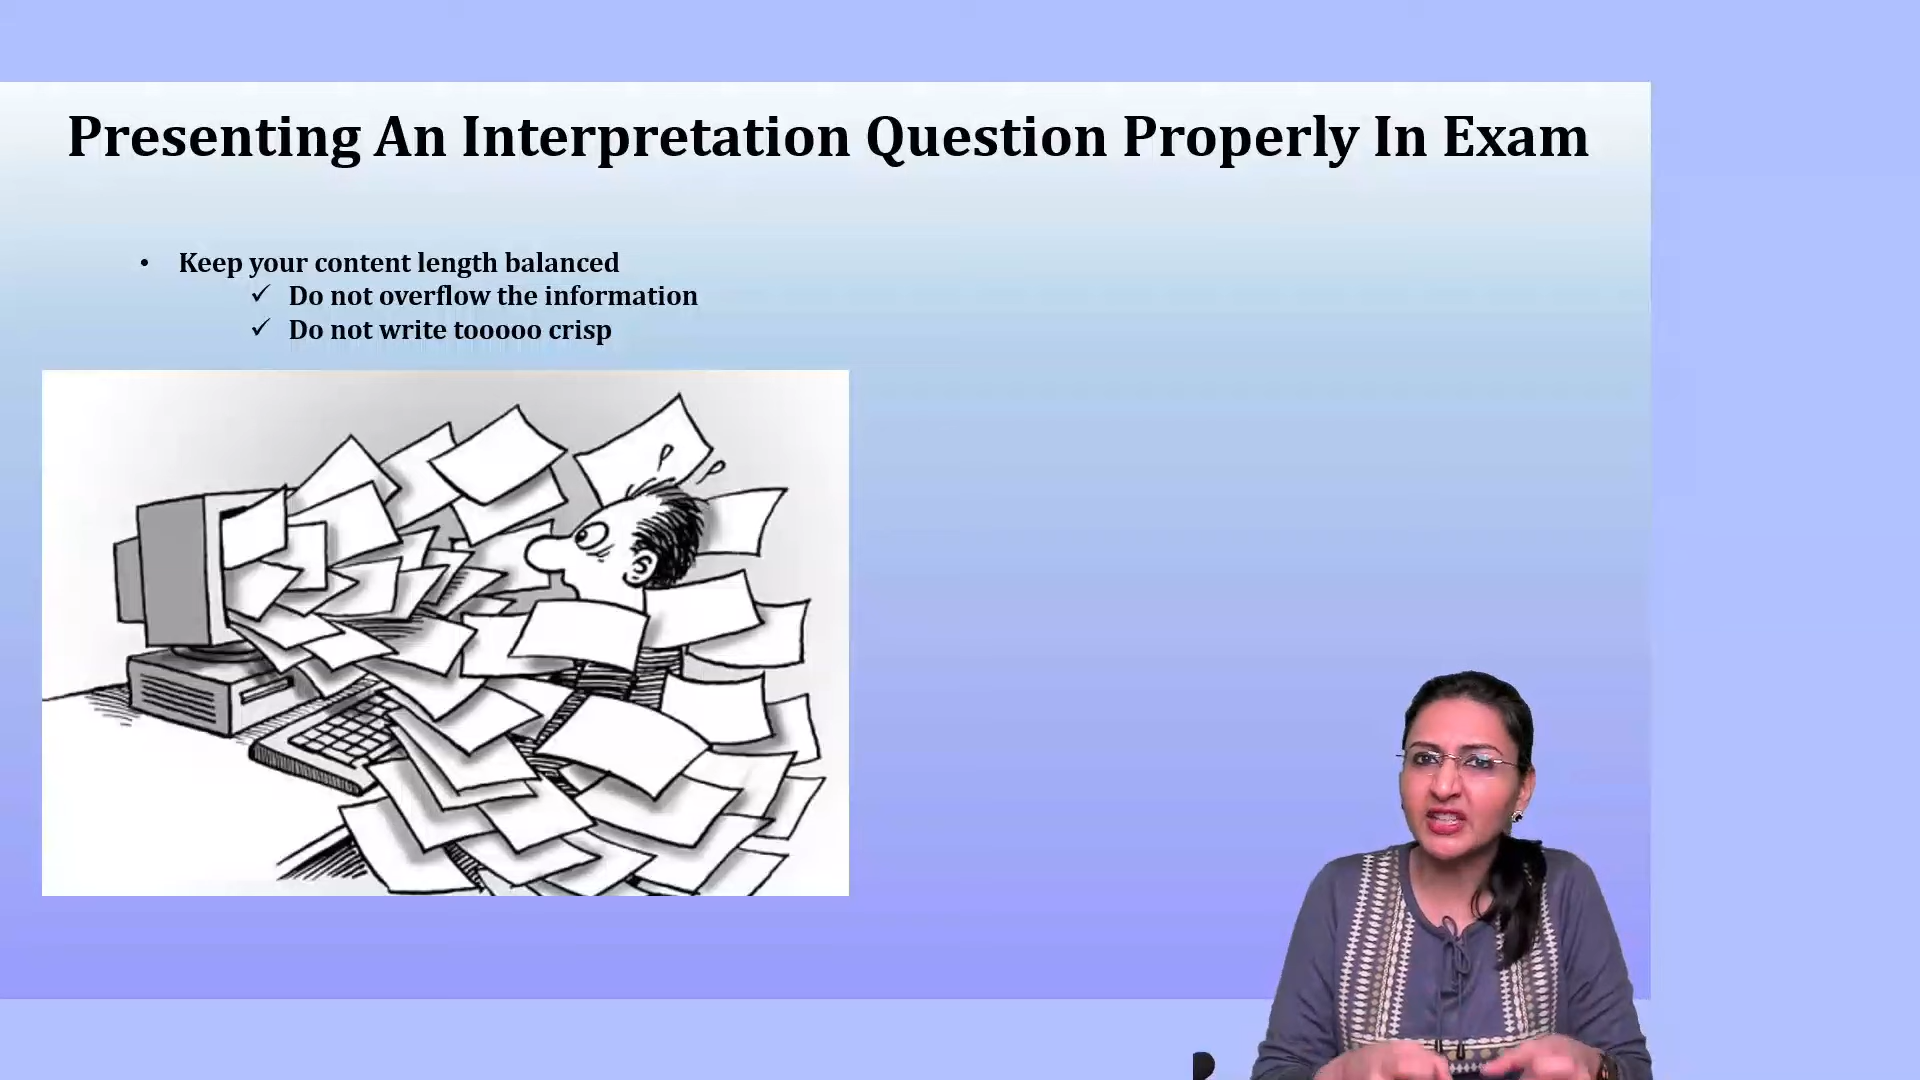 Presenting An Interpretation Question Properly In Exam
• Keep your content length balanced
✓ Do not overflow the information
✓ Do not write tooooo crisp